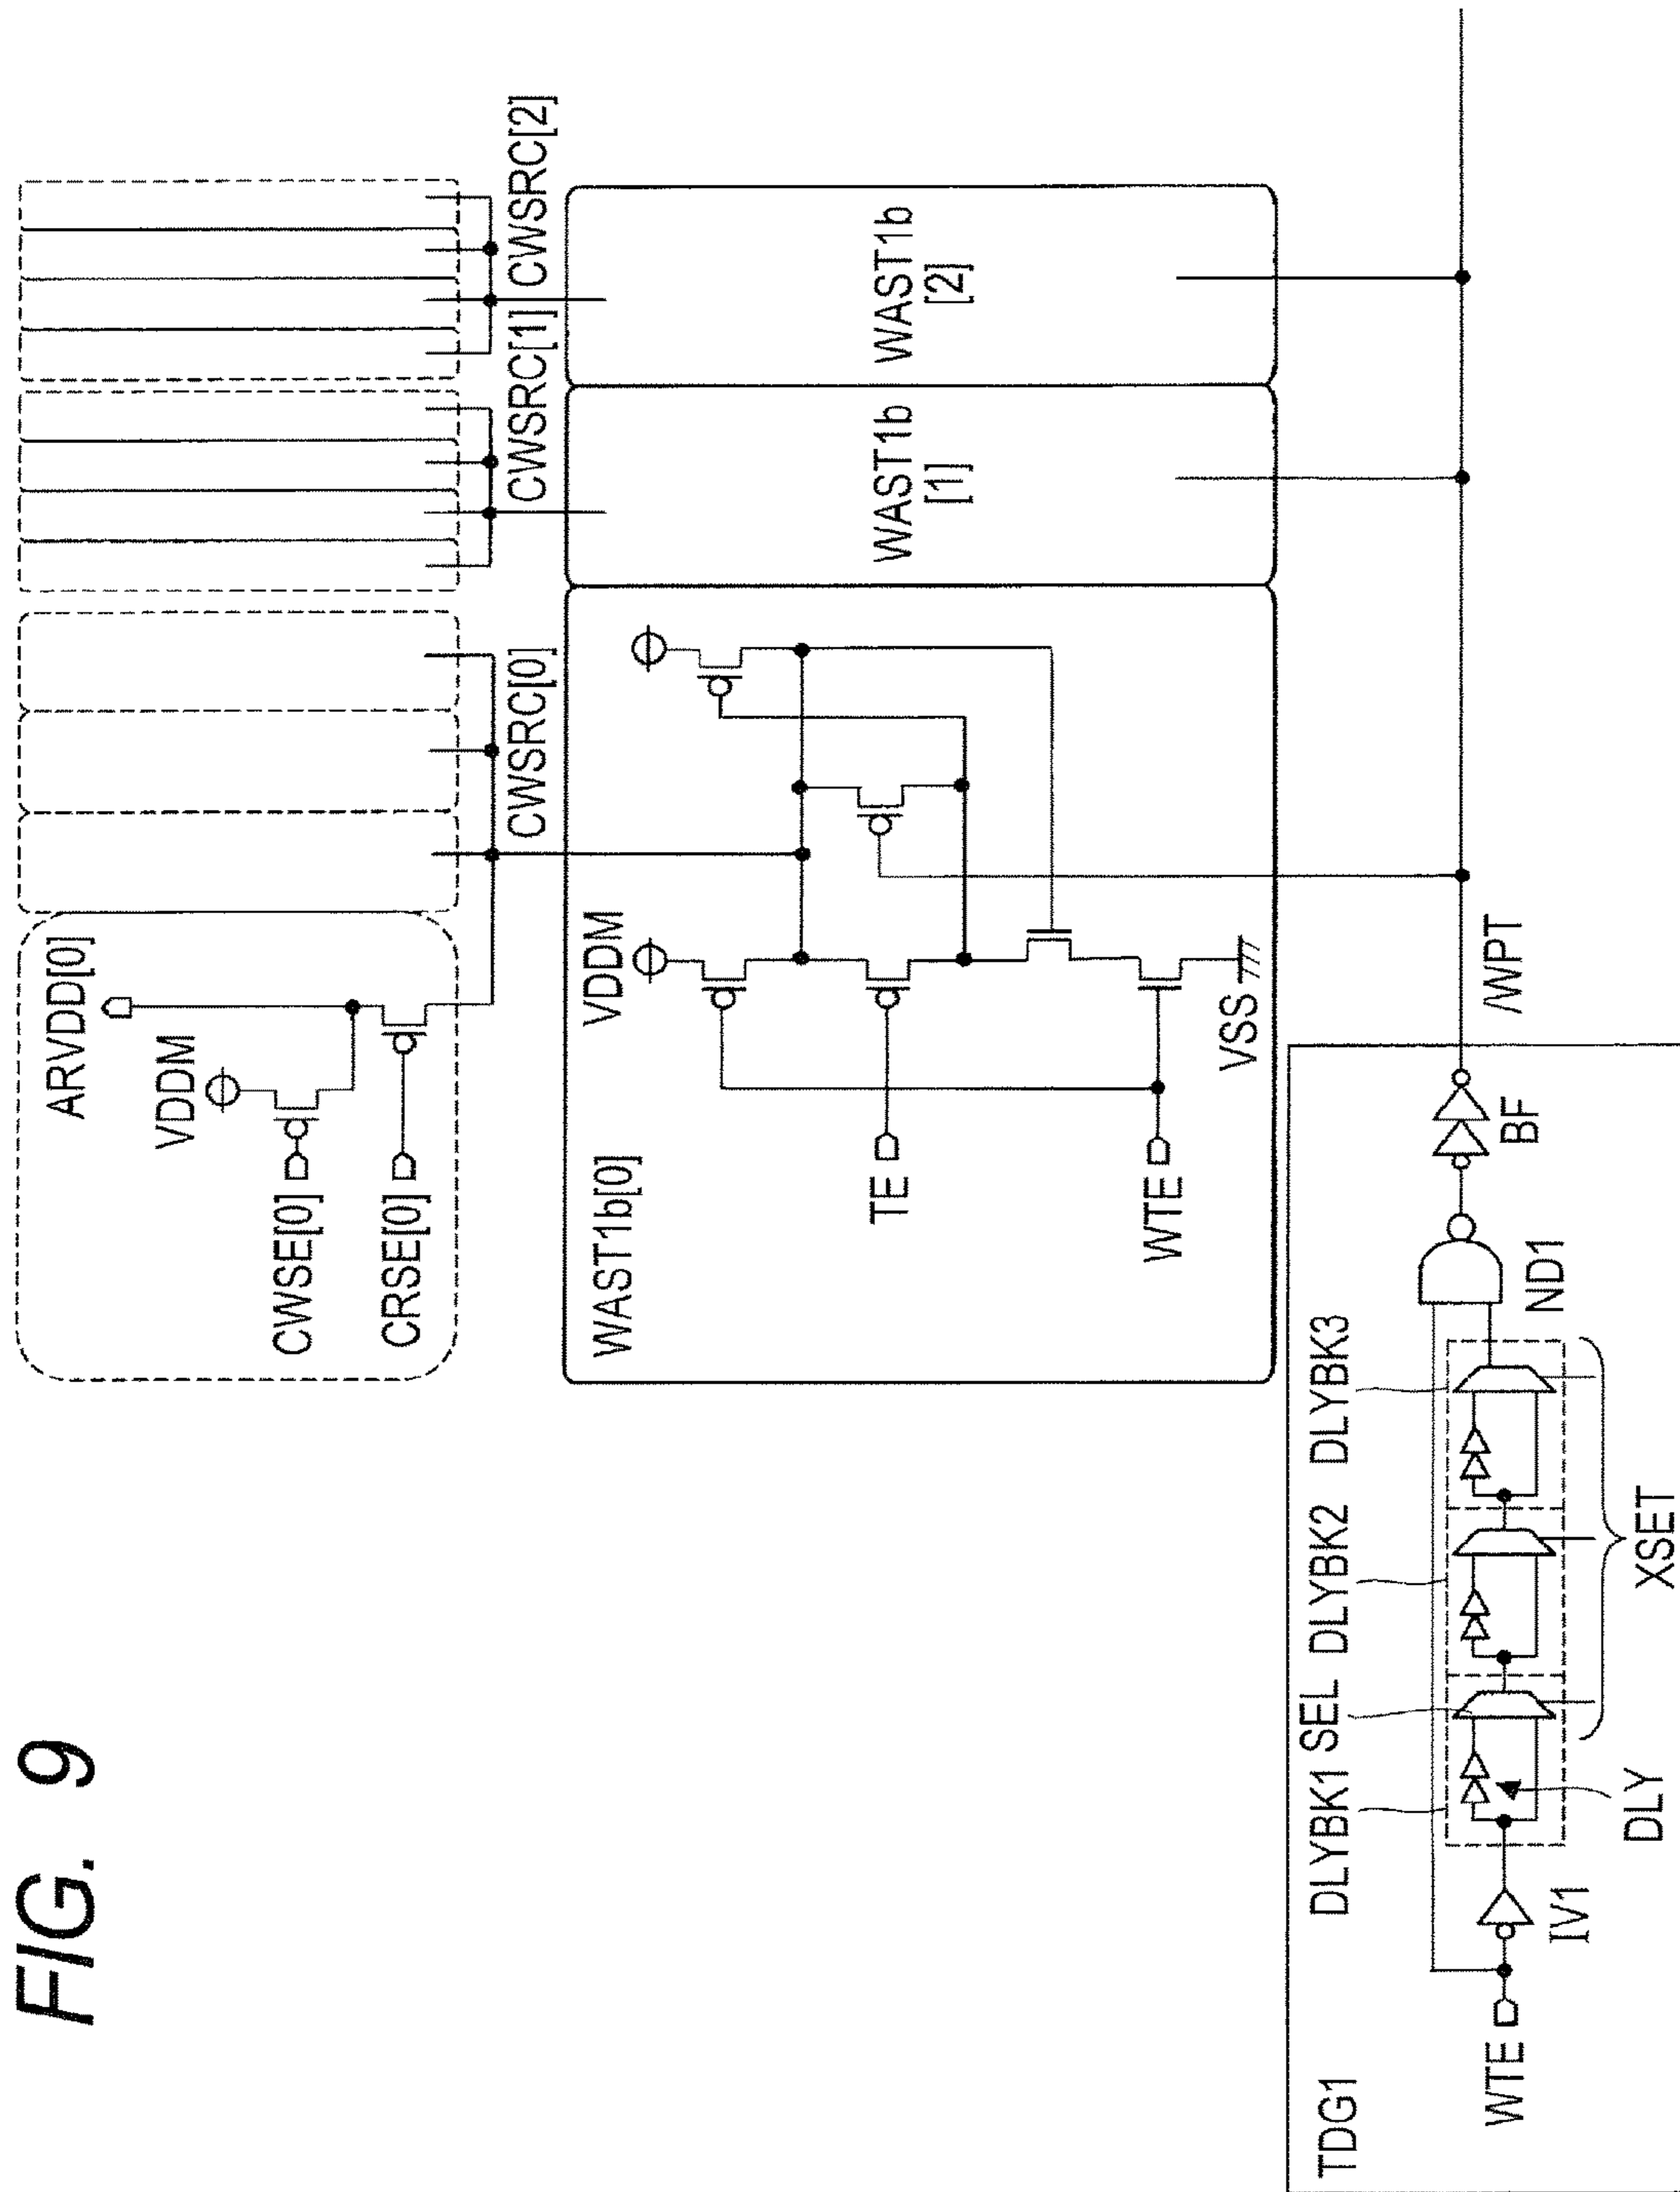 FIG. 9
ARVDD[0]
VDDM
CWSE[0]
CRSE[0]
CWSRC[0]
CWSRC[1]
CWSRC[2]
WAST1b[0]
VDDM
TE
WTE
VSS
WAST1b
[1]
WAST1b
[2]
TDG1
WTE
IV1
DLYBK1
SEL
DLYBK2
DLYBK3
DLY
XSET
ND1
BF
/WPT